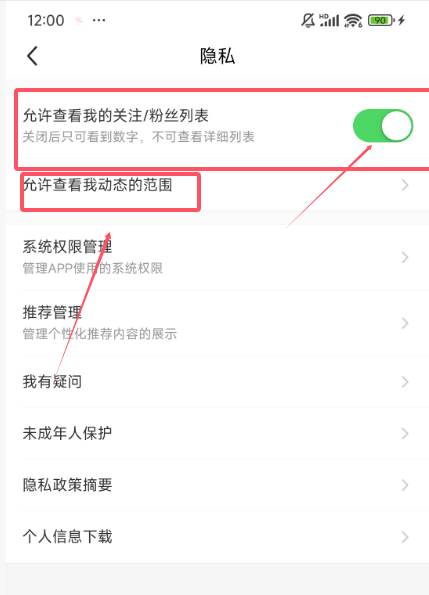 12:00 ... HD 6 90
隐私
允许查看我的关注/粉丝列表
关闭后只可看到数字，不可查看详细列表
允许查看我动态的范围
系统权限管理
管理APP使用的系统权限
推荐管理
管理个性化推荐内容的展示
我有疑问
未成年人保护
隐私政策摘要
个人信息下载